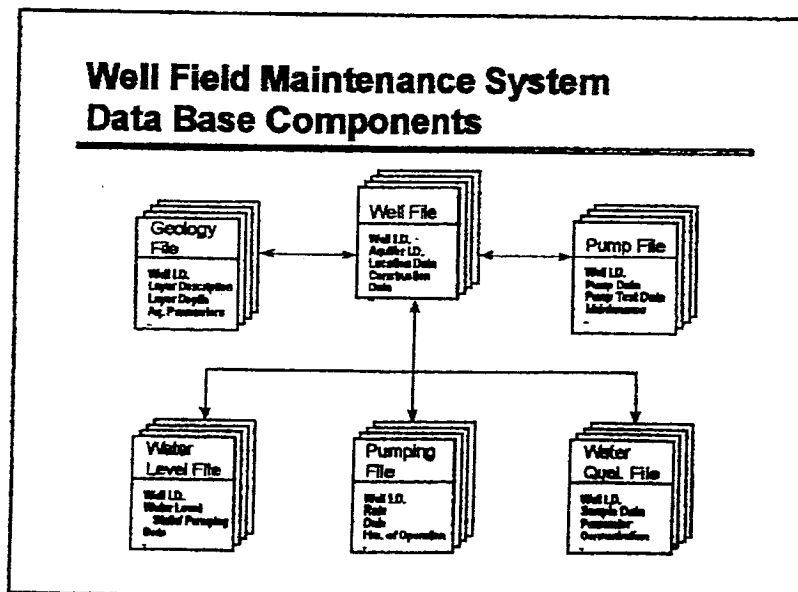 Well Field Maintenance System
Data Base Components
Geology
File
Well I.D.
Layer Description
Layer Depth
Aq. Parameters
Well File
Well I.D.
Aquifer I.D.
Location Data
Construction
Data
Pump File
Well I.D.
Pump Data
Pump Test Data
Maintenance
Water
Level File
Well I.D.
Water Level
Static/ Pumping
Date
Pumping
File
Well I.D.
Rate
Date
Hrs. of Operation
Water
Qual. File
Well I.D.
Sample Date
Parameter
Concentration